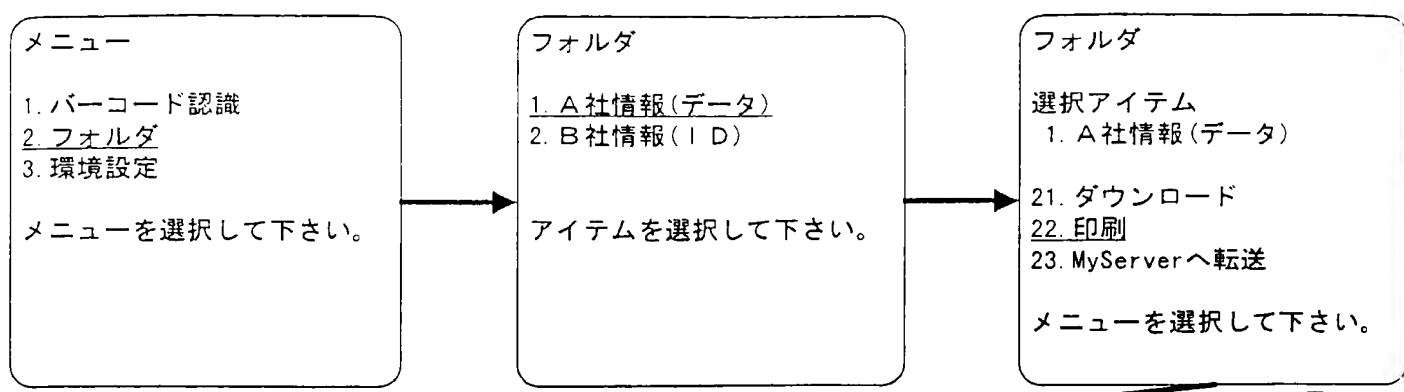 メニュー
1. バーコード認識
2. フォルダ
3. 環境設定
メニューを選択して下さい。
フォルダ
1. A社情報(データ)
2. B社情報(ID)
アイテムを選択して下さい。
フォルダ
選択アイテム
1. A社情報(データ)
21. ダウンロード
22. 印刷
23. MyServerへ転送
メニューを選択して下さい。